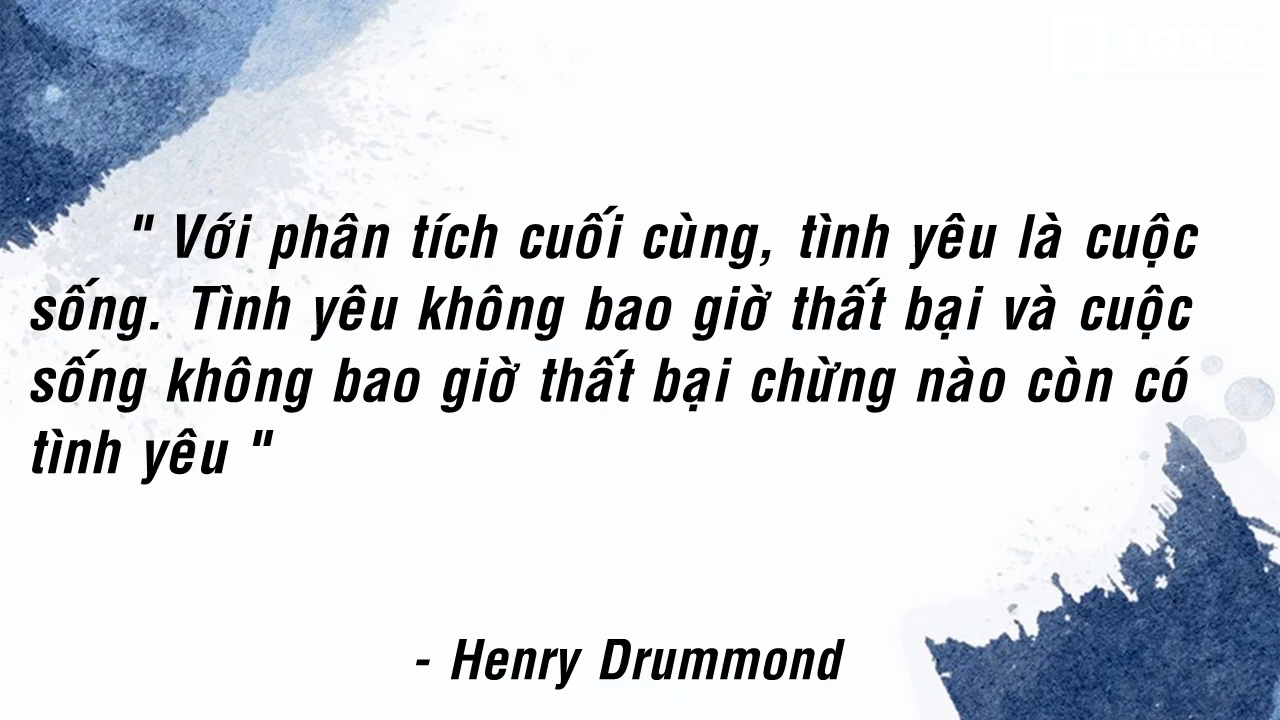 " Với phân tích cuối cùng, tình yêu là cuộc
sống. Tình yêu không bao giờ thất bại và cuộc
sống không bao giờ thất bại chừng nào còn có
tình yêu "
- Henry Drummond